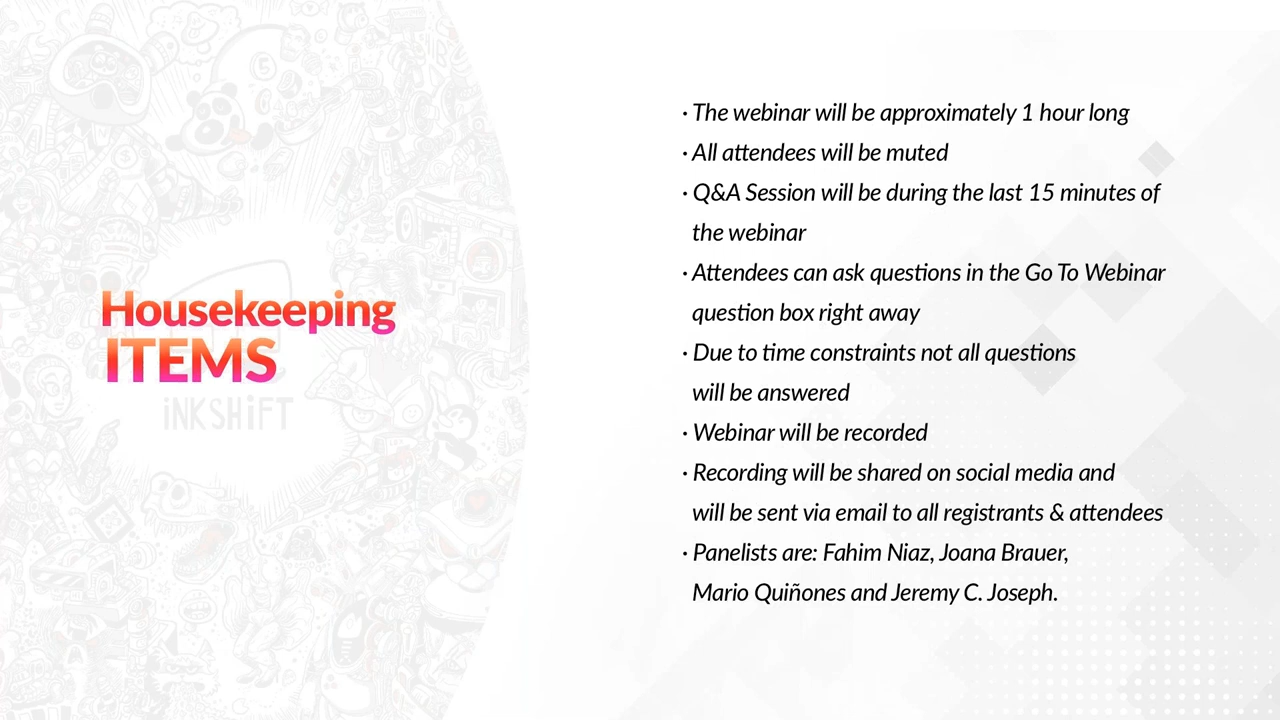 Housekeeping
ITEMS
iNKSHiFT
5
· The webinar will be approximately 1 hour long
· All attendees will be muted
· Q&A Session will be during the last 15 minutes of
the webinar
· Attendees can ask questions in the Go To Webinar
question box right away
· Due to time constraints not all questions
will be answered
· Webinar will be recorded
· Recording will be shared on social media and
will be sent via email to all registrants & attendees
· Panelists are: Fahim Niaz, Joana Brauer,
Mario Quiñones and Jeremy C. Joseph.